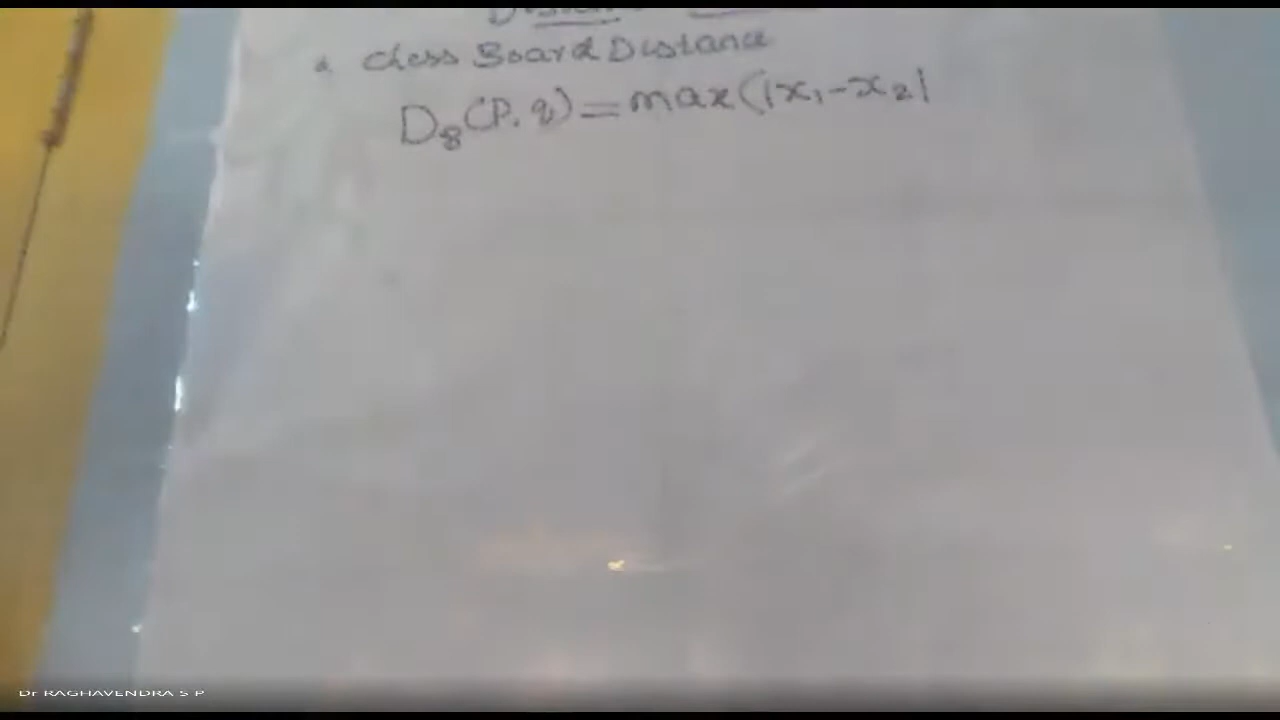 * Chess Board Distance
D₈(P, q) = max(|x₁-x₂|
Dr RAGHAVENDRA S P